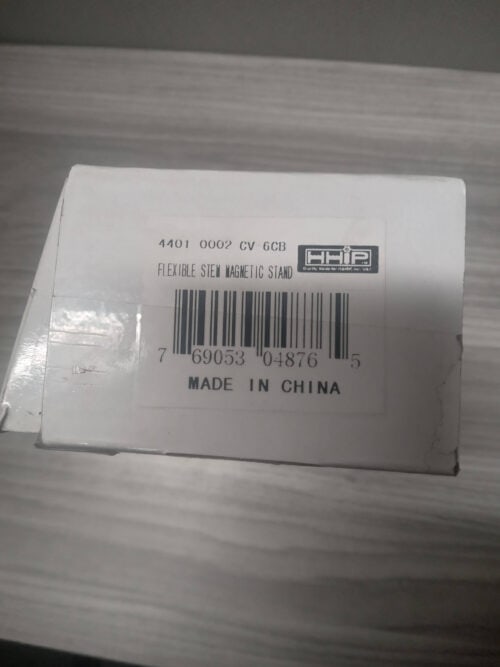 4401 0002 CV 6CB
HHIP
FLEXIBLE STEM MAGNETIC STAND
7 69053 04876 5
MADE IN CHINA